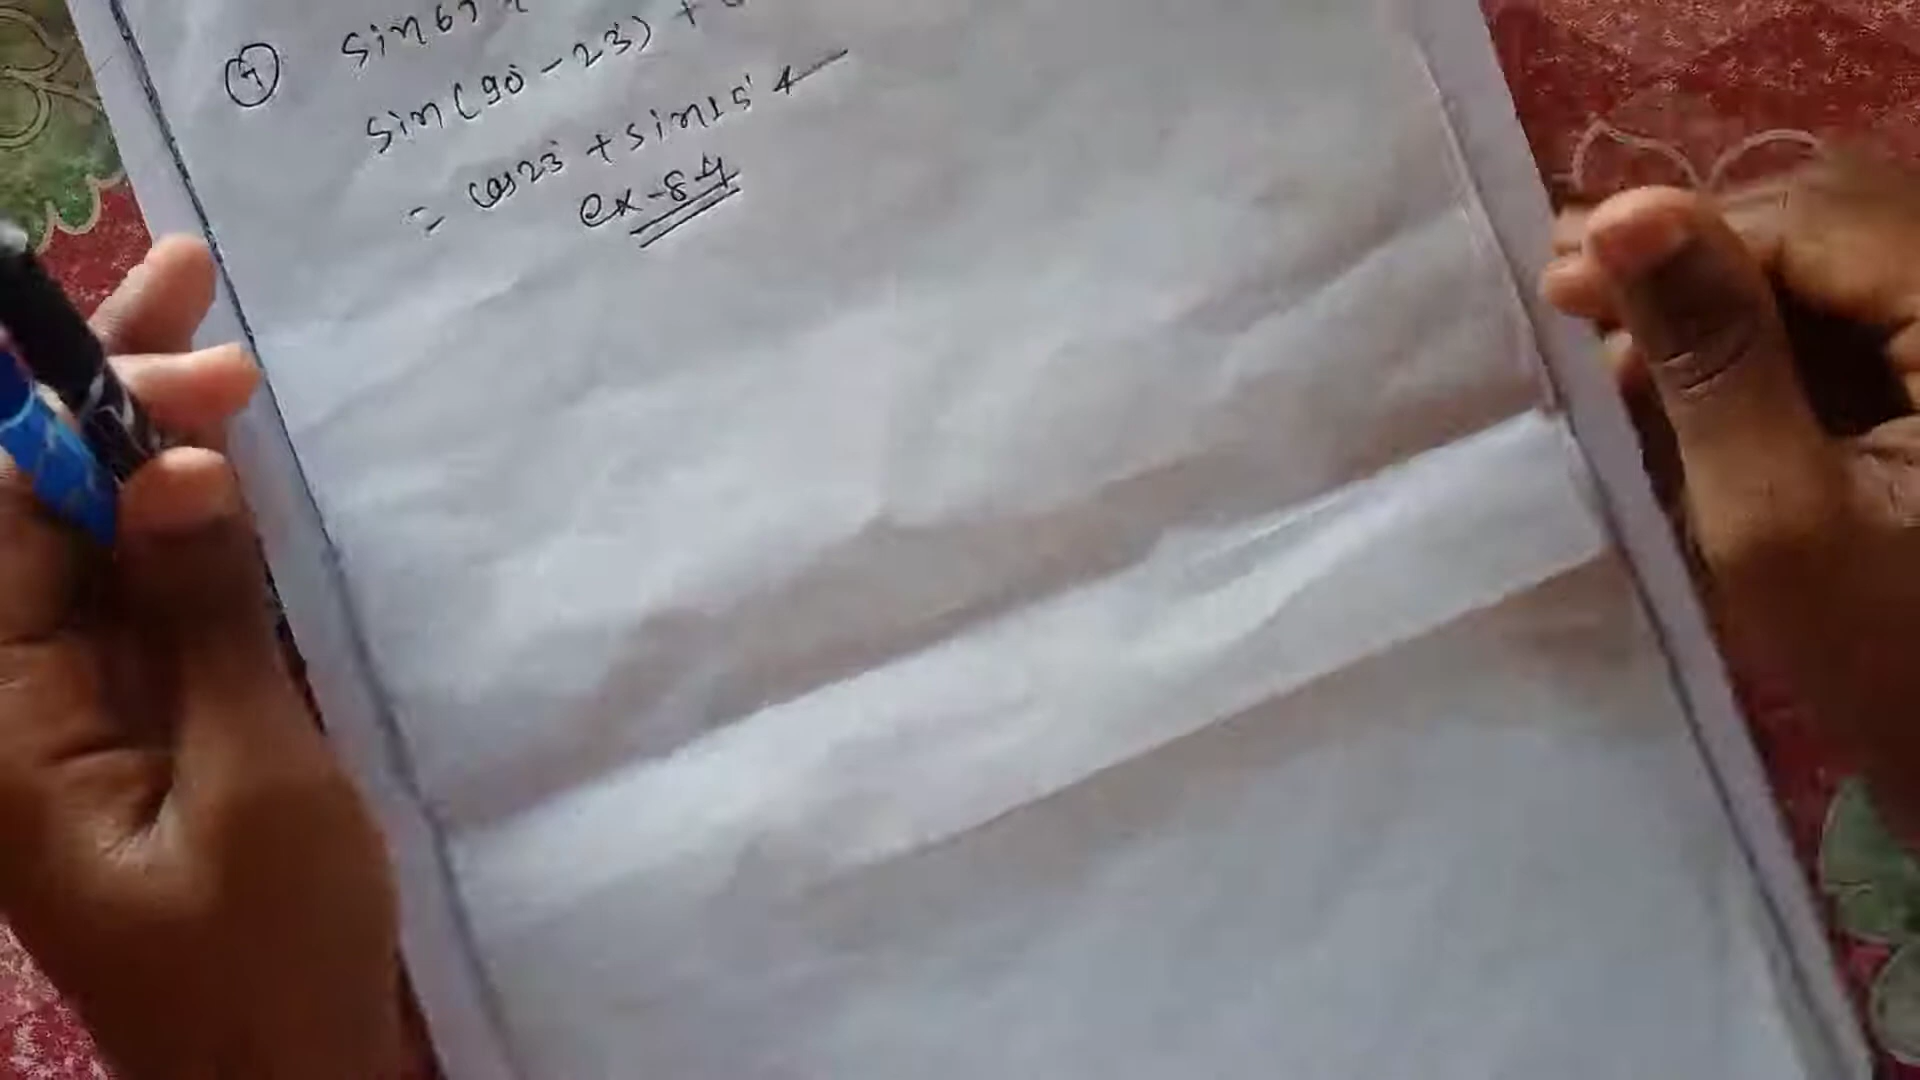 ⑦ sin67
sin(90° - 23°) +
= cos23° + sin15°
ex-8.4